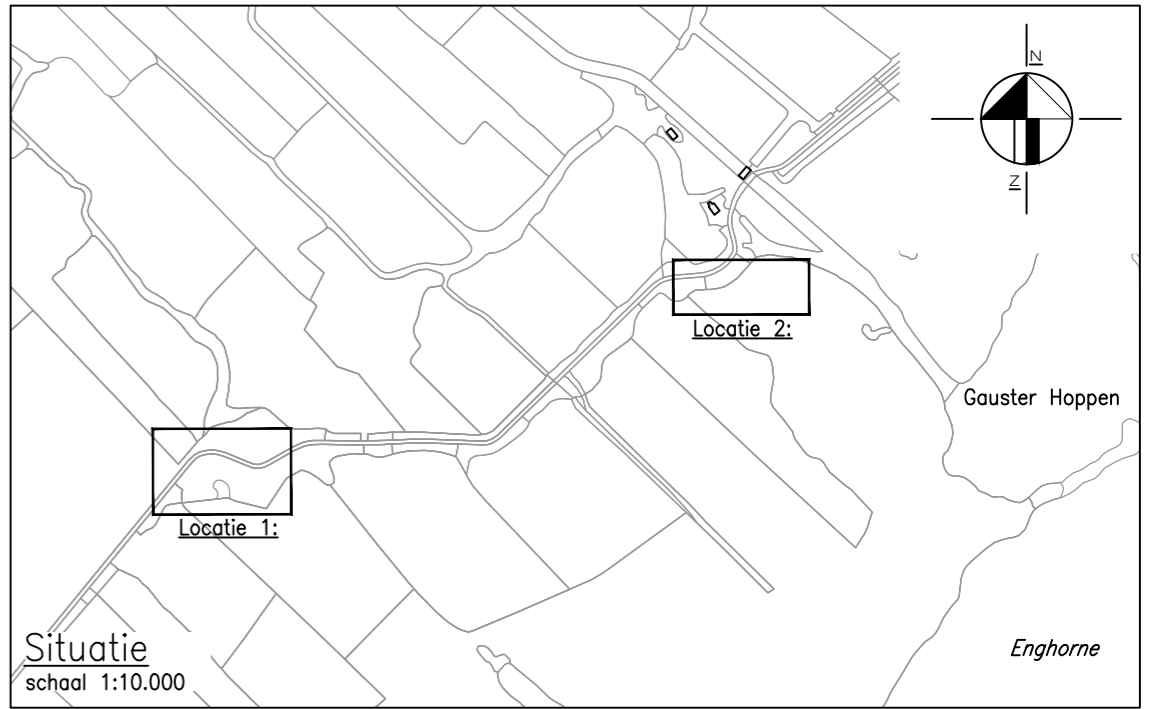 N
Z
Locatie 2:
Gauster Hoppen
Locatie 1:
Situatie
schaal 1:10.000
Enghorne